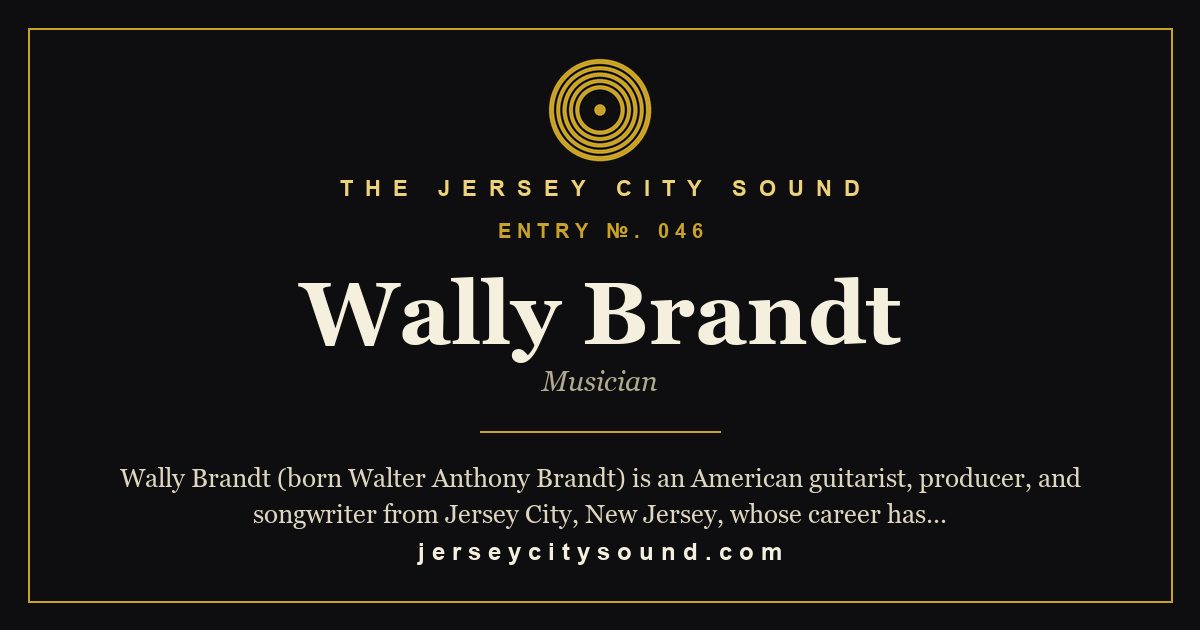 THE JERSEY CITY SOUND
ENTRY №. 046
Wally Brandt
Musician
Wally Brandt (born Walter Anthony Brandt) is an American guitarist, producer, and
songwriter from Jersey City, New Jersey, whose career has...
jerseycitysound.com